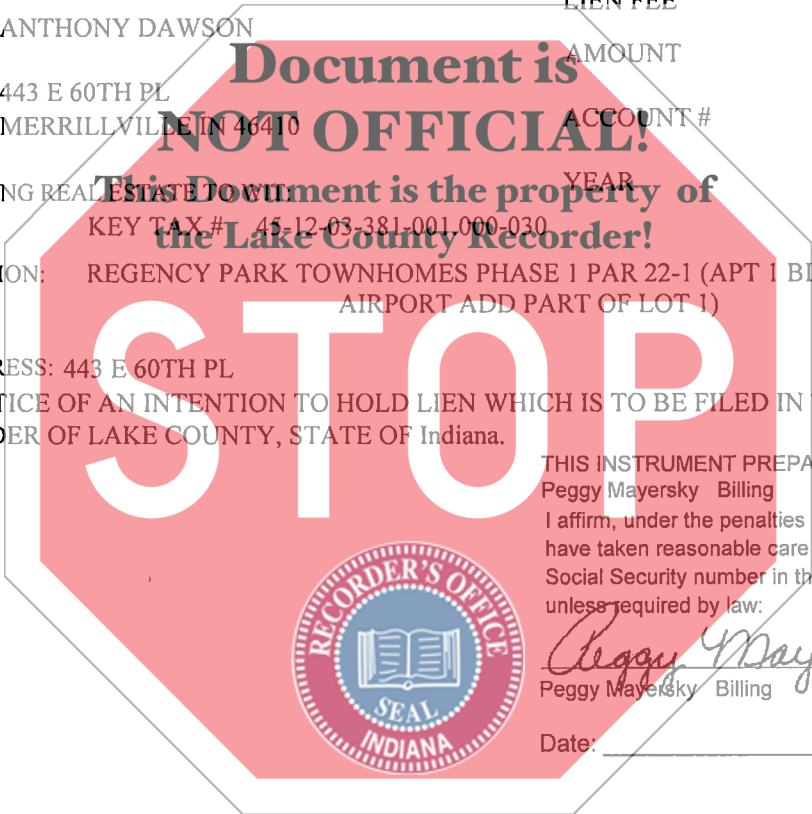 LIEN FEE
ANTHONY DAWSON
Document is
AMOUNT
443 E 60TH PL
MERRILLVILLE IN 46410
NOT OFFICIAL!
ACCOUNT #
YEAR
NG REAL ESTATE TO WIT:
This Document is the property of
KEY TAX # 45-12-03-381-001.000-030
the Lake County Recorder!
ION: REGENCY PARK TOWNHOMES PHASE 1 PAR 22-1 (APT 1
AIRPORT ADD PART OF LOT 1)
STOP
RESS: 443 E 60TH PL
TICE OF AN INTENTION TO HOLD LIEN WHICH IS TO BE FILED IN
DER OF LAKE COUNTY, STATE OF Indiana.
THIS INSTRUMENT PREPA
Peggy Mayersky Billing
I affirm, under the penalties
have taken reasonable care
Social Security number in th
unless required by law:
Peggy May
Peggy Mayersky Billing
Date:
RECORDER'S OFFICE
SEAL
INDIANA